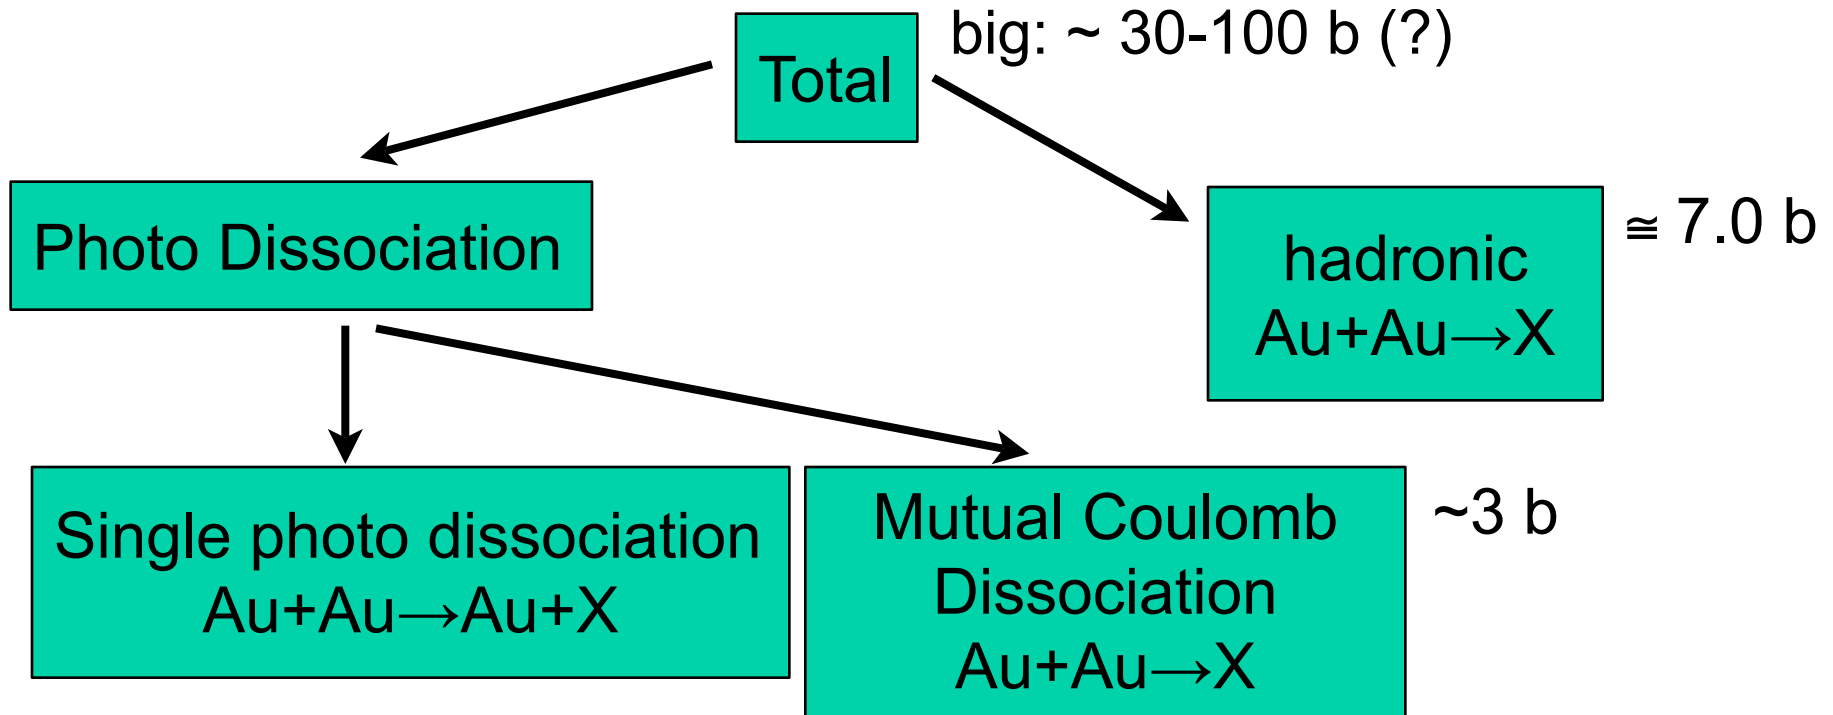 big: ~ 30-100 b (?)
Total
Photo Dissociation
≅ 7.0 b
hadronic
Au+Au→X
Single photo dissociation
Au+Au→Au+X
Mutual Coulomb
Dissociation
Au+Au→X
~3 b